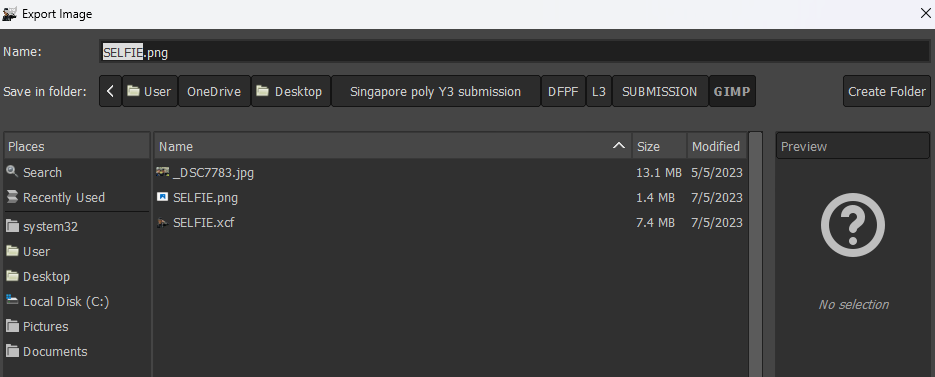 Export Image
Name: SELFIE.png
Save in folder: User OneDrive Desktop Singapore poly Y3 submission DFPF L3 SUBMISSION GIMP Create Folder
Places Name Size Modified Preview
Search _DSC7783.jpg 13.1 MB 5/5/2023
Recently Used SELFIE.png 1.4 MB 7/5/2023
system32 SELFIE.xcf 7.4 MB 7/5/2023
User
Desktop
Local Disk (C:) No selection
Pictures
Documents